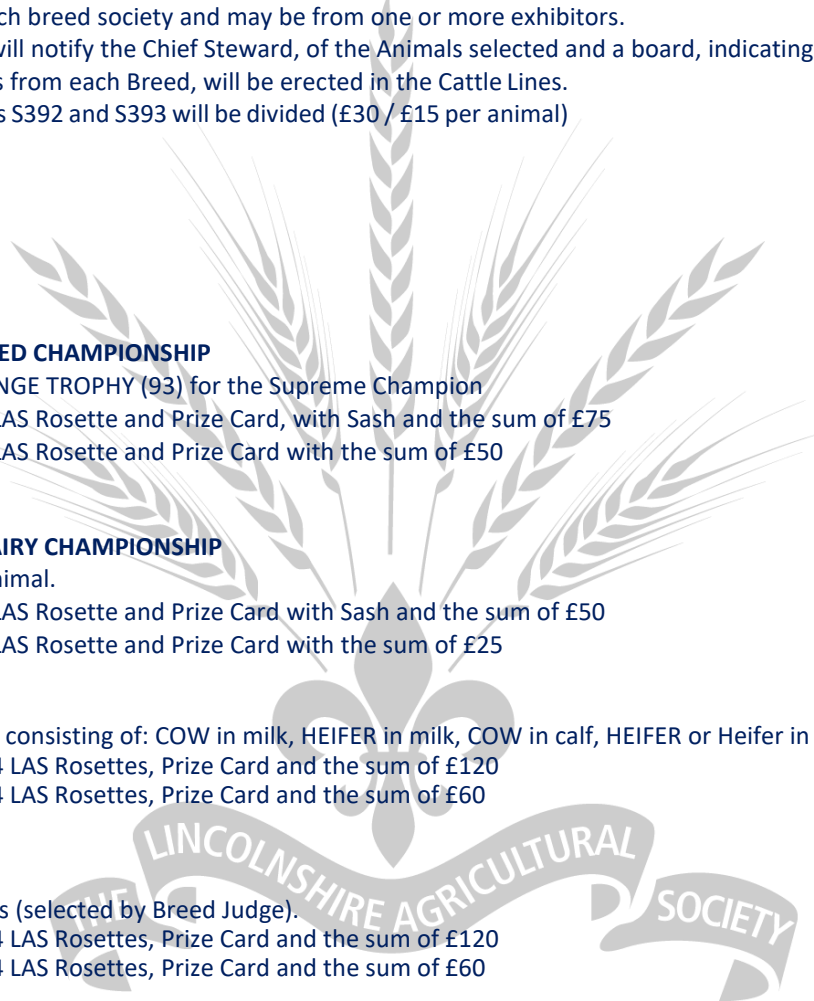 ch breed society and may be from one or more exhibitors.
will notify the Chief Steward, of the Animals selected and a board, indicating
s from each Breed, will be erected in the Cattle Lines.
s S392 and S393 will be divided (£30 / £15 per animal)
ED CHAMPIONSHIP
NGE TROPHY (93) for the Supreme Champion
LAS Rosette and Prize Card, with Sash and the sum of £75
LAS Rosette and Prize Card with the sum of £50
AIRY CHAMPIONSHIP
nimal.
LAS Rosette and Prize Card with Sash and the sum of £50
LAS Rosette and Prize Card with the sum of £25
consisting of: COW in milk, HEIFER in milk, COW in calf, HEIFER or Heifer in
4 LAS Rosettes, Prize Card and the sum of £120
4 LAS Rosettes, Prize Card and the sum of £60
s (selected by Breed Judge).
4 LAS Rosettes, Prize Card and the sum of £120
4 LAS Rosettes, Prize Card and the sum of £60
THE LINCOLNSHIRE AGRICULTURAL SOCIETY